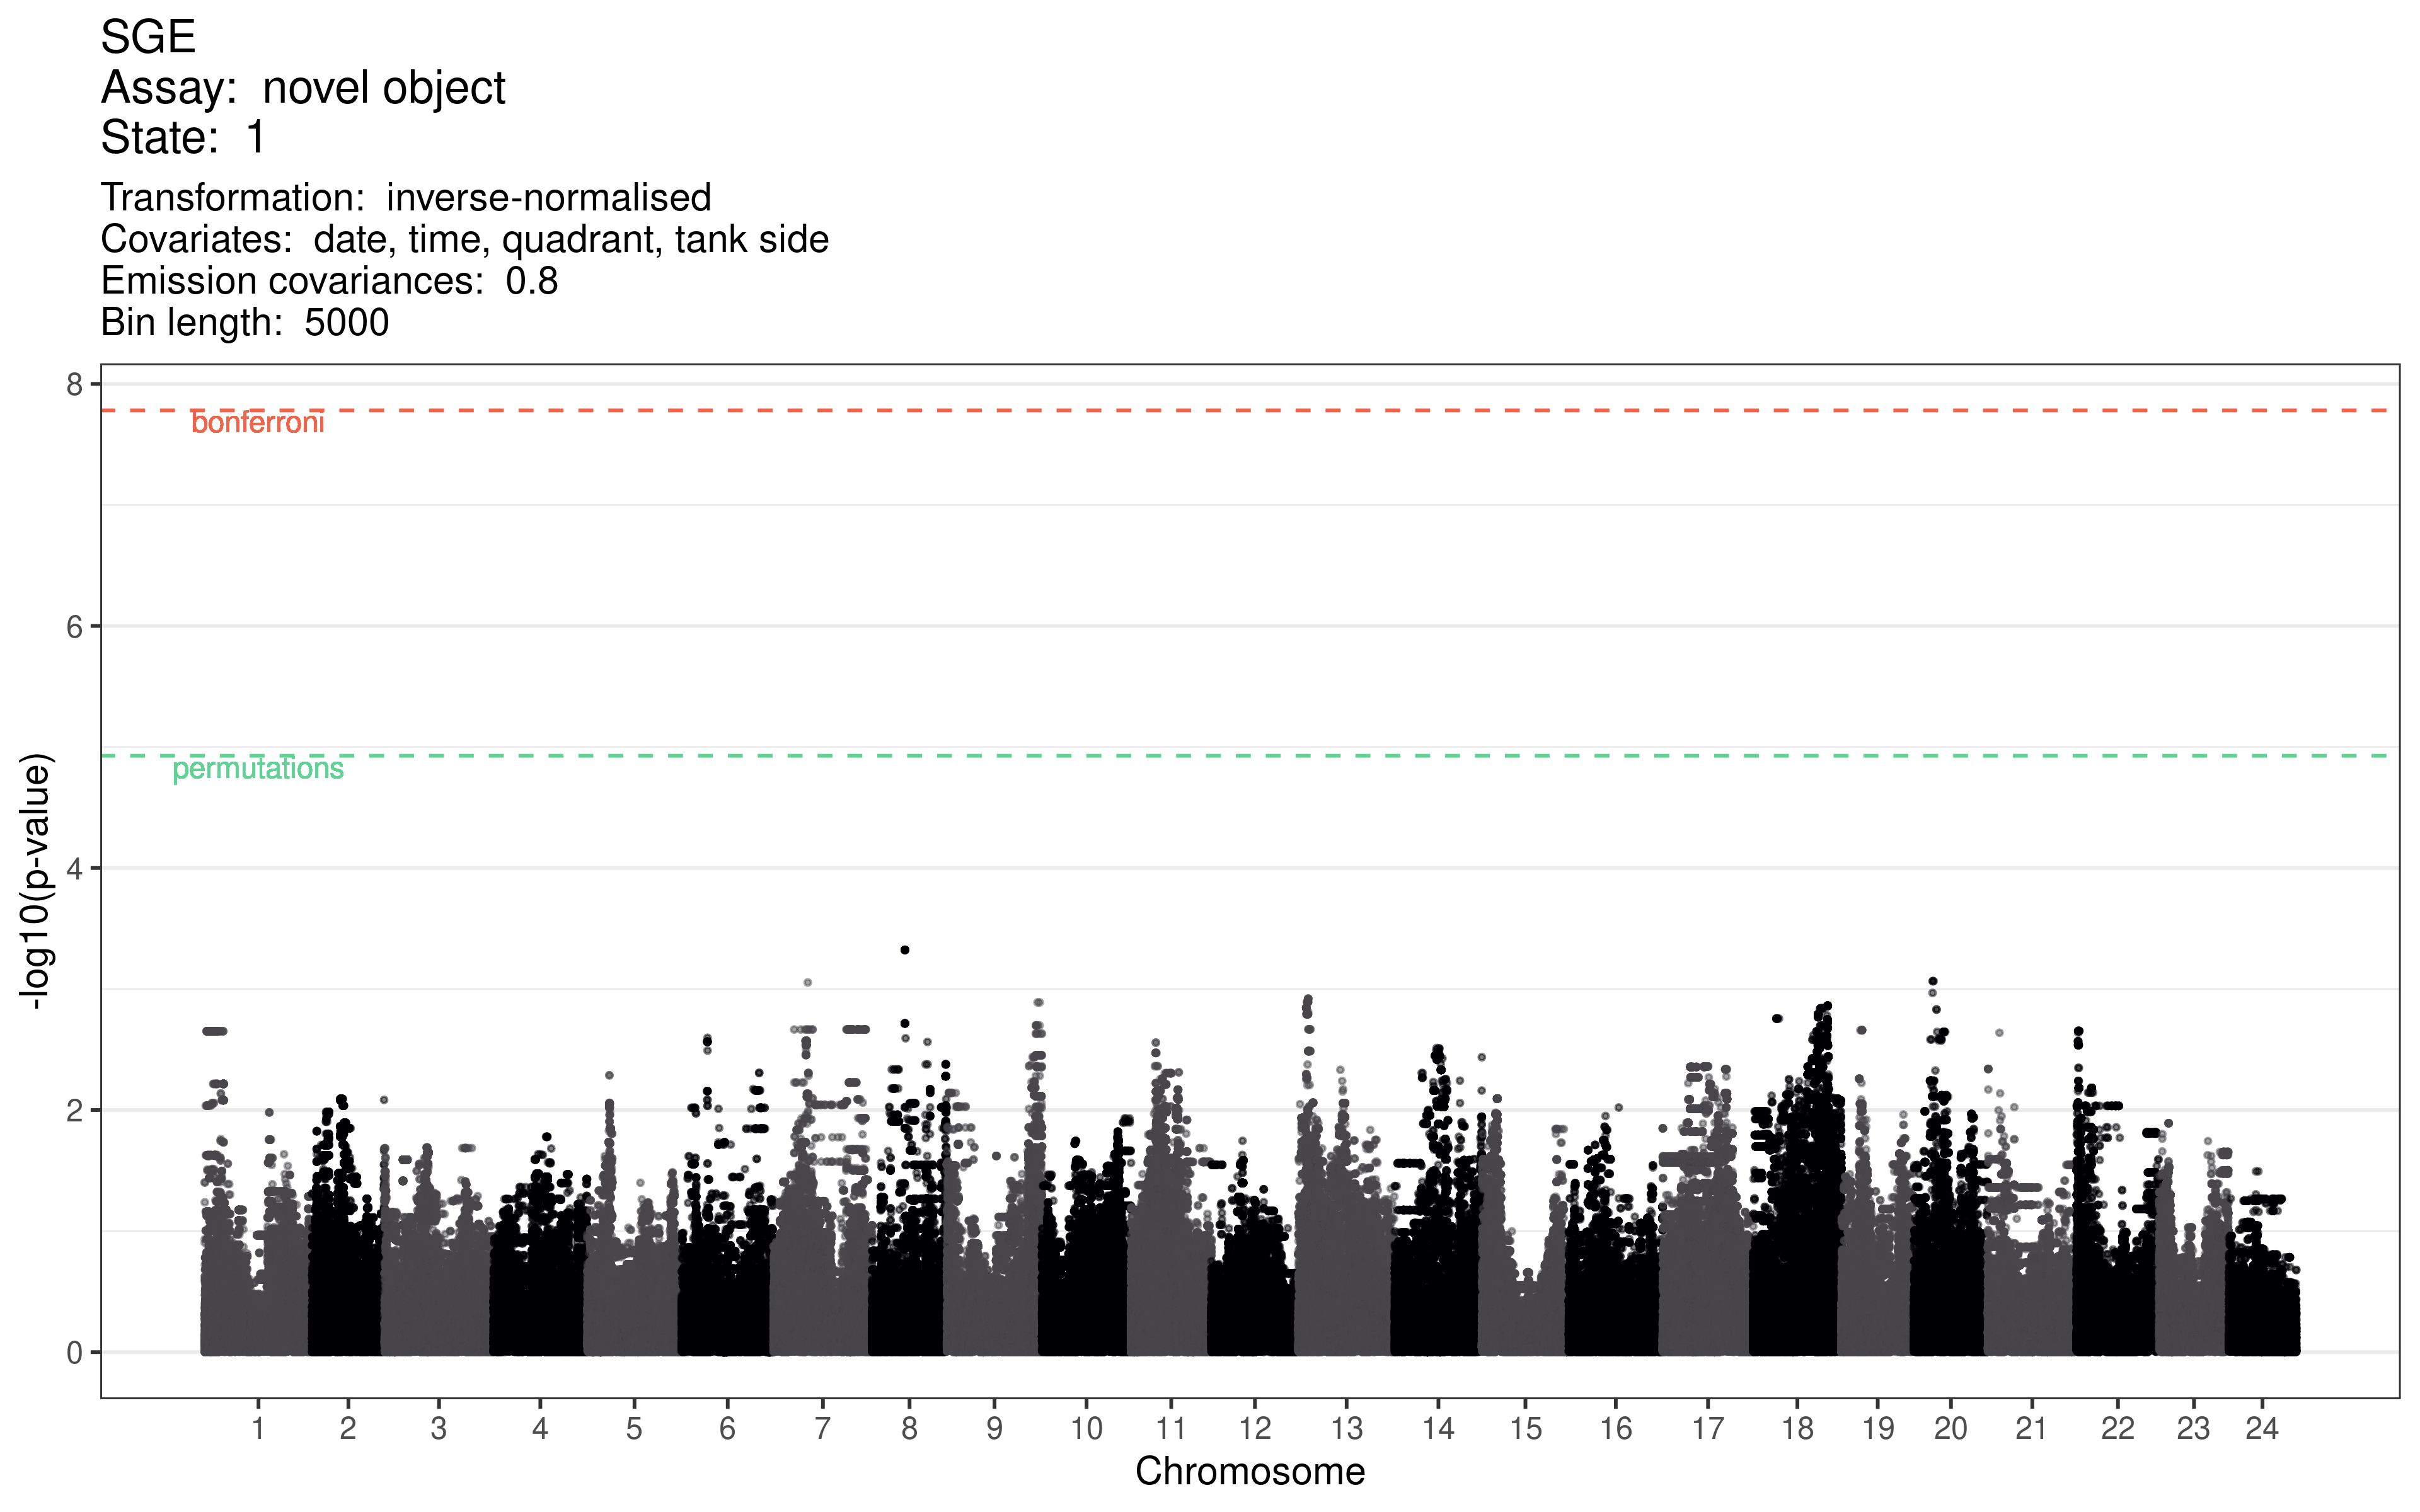 SGE
Assay:  novel object
State:  1
Transformation:  inverse-normalised
Covariates:  date, time, quadrant, tank side
Emission covariances:  0.8
Bin length:  5000
8
bonferroni
6
permutations
4
2
0
-log10(p-value)
1 2 3 4 5 6 7 8 9 10 11 12 13 14 15 16 17 18 19 20 21 22 23 24
Chromosome